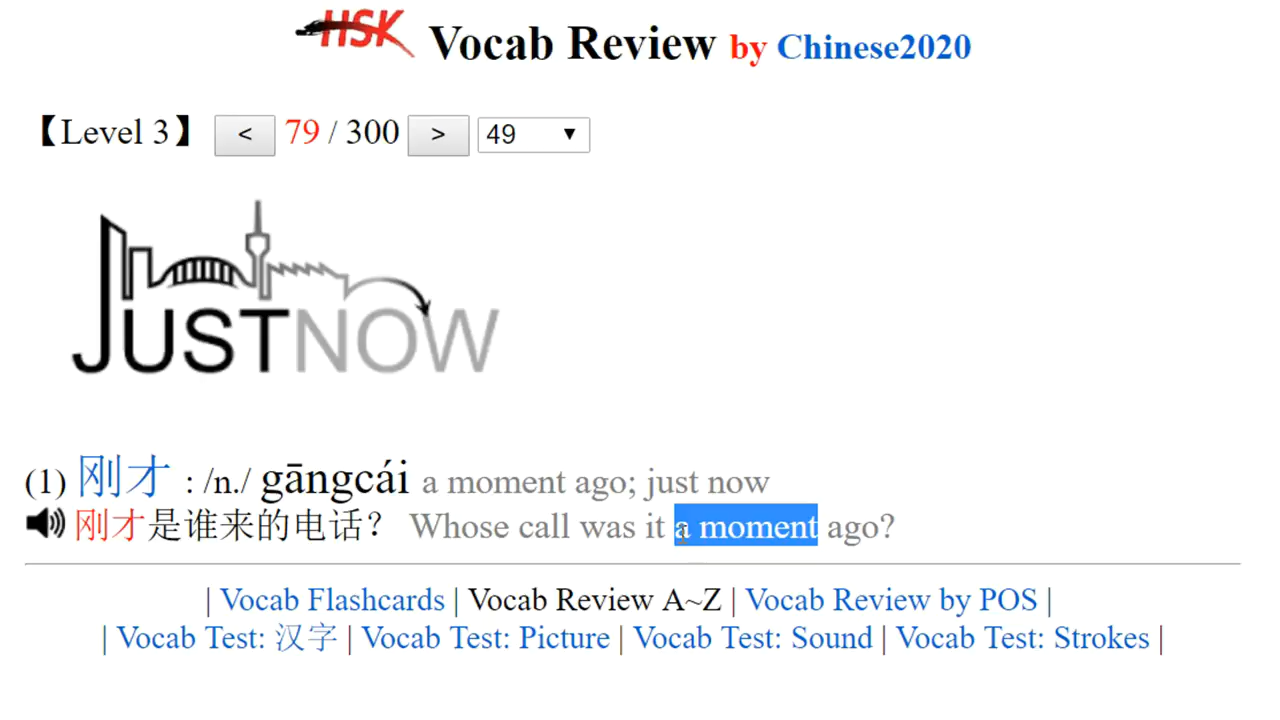 HSK Vocab Review by Chinese2020
【Level 3】 < 79 / 300 > 49 ▼
JUSTNOW
(1) 刚才 : /n./ gāngcái a moment ago; just now
刚才是谁来的电话？ Whose call was it a moment ago?
| Vocab Flashcards | Vocab Review A~Z | Vocab Review by POS |
| Vocab Test: 汉字 | Vocab Test: Picture | Vocab Test: Sound | Vocab Test: Strokes |